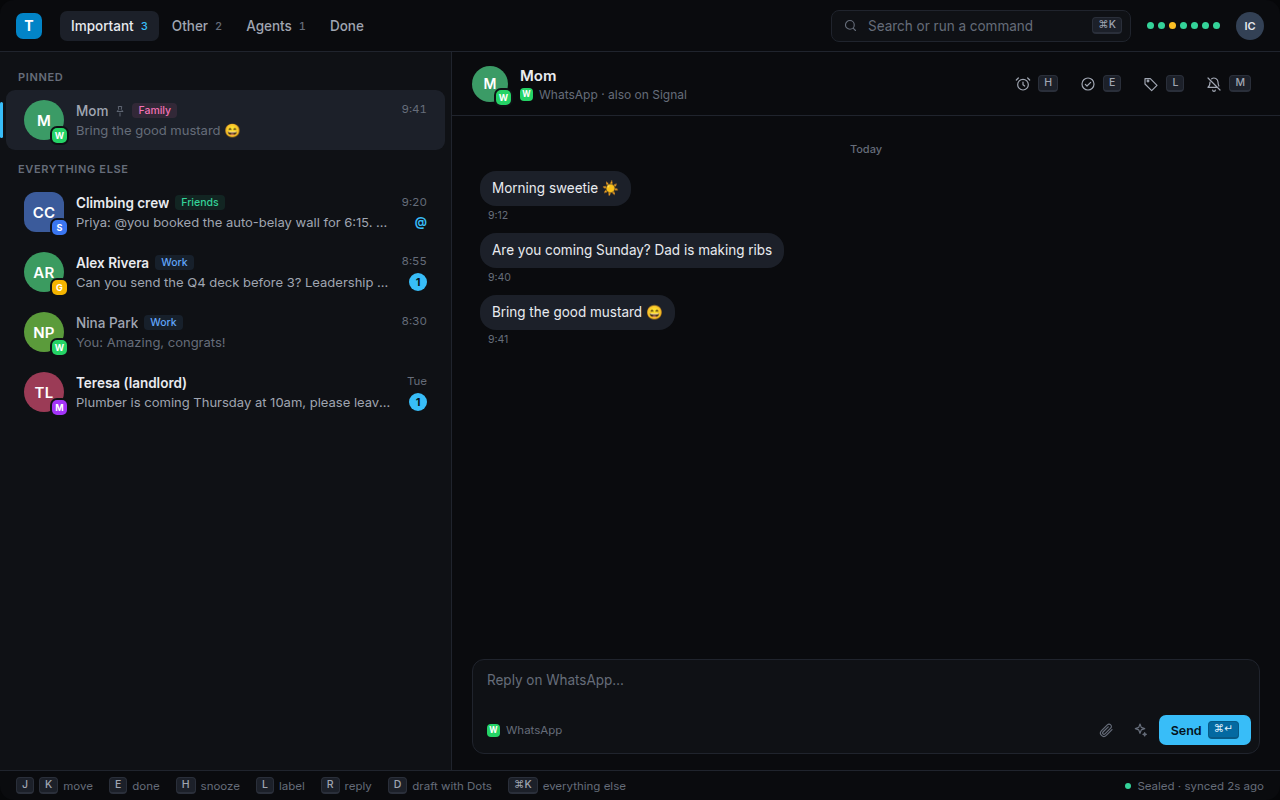 T Important 3 Other 2 Agents 1 Done Search or run a command ⌘K IC
PINNED
M W Mom Family 9:41
Bring the good mustard 😄
EVERYTHING ELSE
CC S Climbing crew Friends 9:20
Priya: @you booked the auto-belay wall for 6:15. ... @
AR G Alex Rivera Work 8:55
Can you send the Q4 deck before 3? Leadership ... 1
NP W Nina Park Work 8:30
You: Amazing, congrats!
TL M Teresa (landlord) Tue
Plumber is coming Thursday at 10am, please leav... 1
M W Mom H E L M
W WhatsApp · also on Signal
Today
Morning sweetie ☀️
9:12
Are you coming Sunday? Dad is making ribs
9:40
Bring the good mustard 😄
9:41
Reply on WhatsApp...
W WhatsApp Send ⌘↵
J K move E done H snooze L label R reply D draft with Dots ⌘K everything else Sealed · synced 2s ago